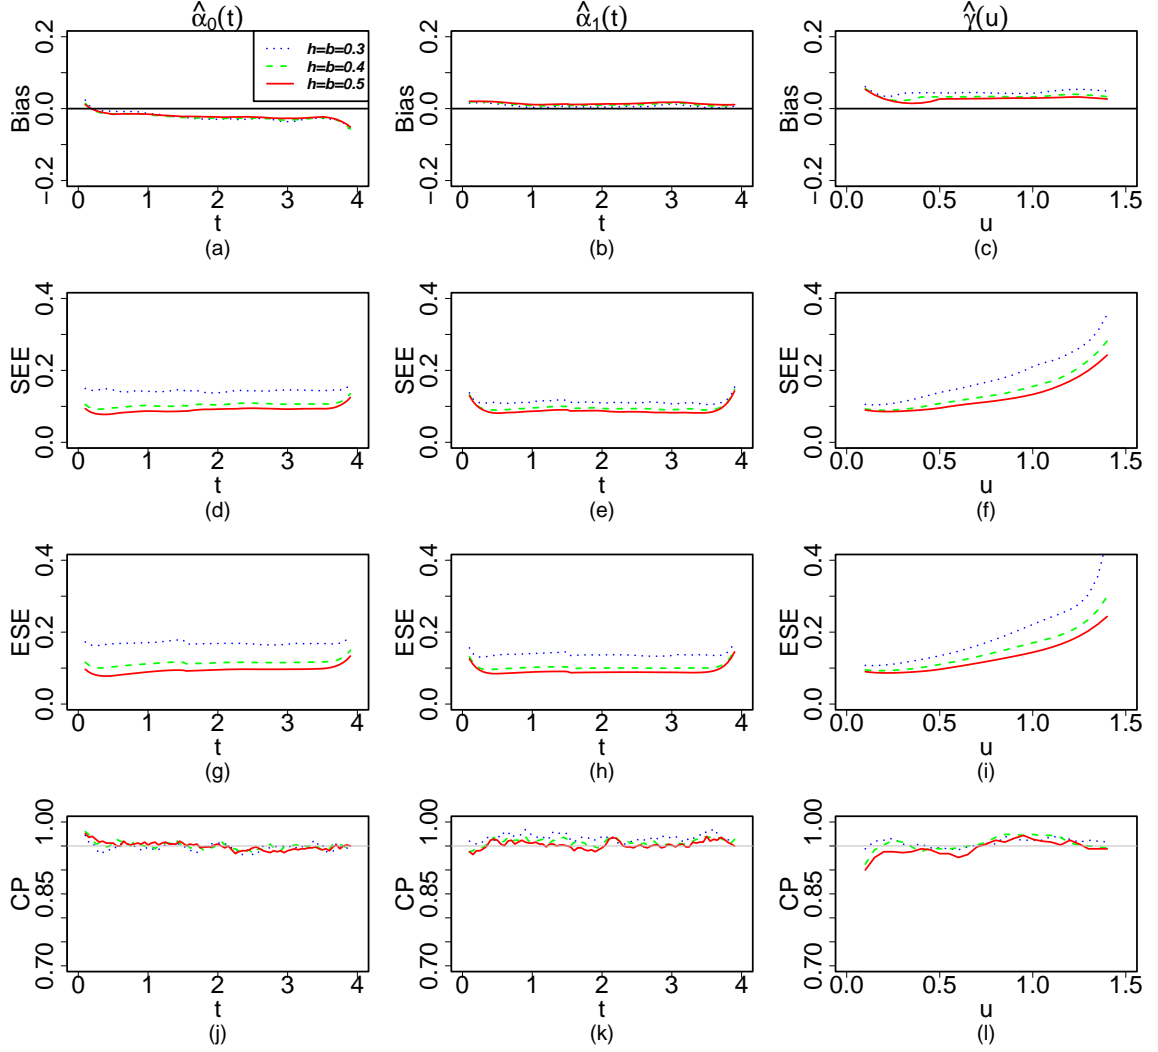 α̂₀(t)
α̂₁(t)
γ̂(u)
Bias
−0.2 0.0 0.2
h=b=0.3
h=b=0.4
h=b=0.5
0 1 2 3 4
t
(a)
Bias
−0.2 0.0 0.2
0 1 2 3 4
t
(b)
Bias
−0.2 0.0 0.2
0.0 0.5 1.0 1.5
u
(c)
SEE
0.0 0.2 0.4
0 1 2 3 4
t
(d)
SEE
0.0 0.2 0.4
0 1 2 3 4
t
(e)
SEE
0.0 0.2 0.4
0.0 0.5 1.0 1.5
u
(f)
ESE
0.0 0.2 0.4
0 1 2 3 4
t
(g)
ESE
0.0 0.2 0.4
0 1 2 3 4
t
(h)
ESE
0.0 0.2 0.4
0.0 0.5 1.0 1.5
u
(i)
CP
0.70 0.85 1.00
0 1 2 3 4
t
(j)
CP
0.70 0.85 1.00
0 1 2 3 4
t
(k)
CP
0.70 0.85 1.00
0.0 0.5 1.0 1.5
u
(l)